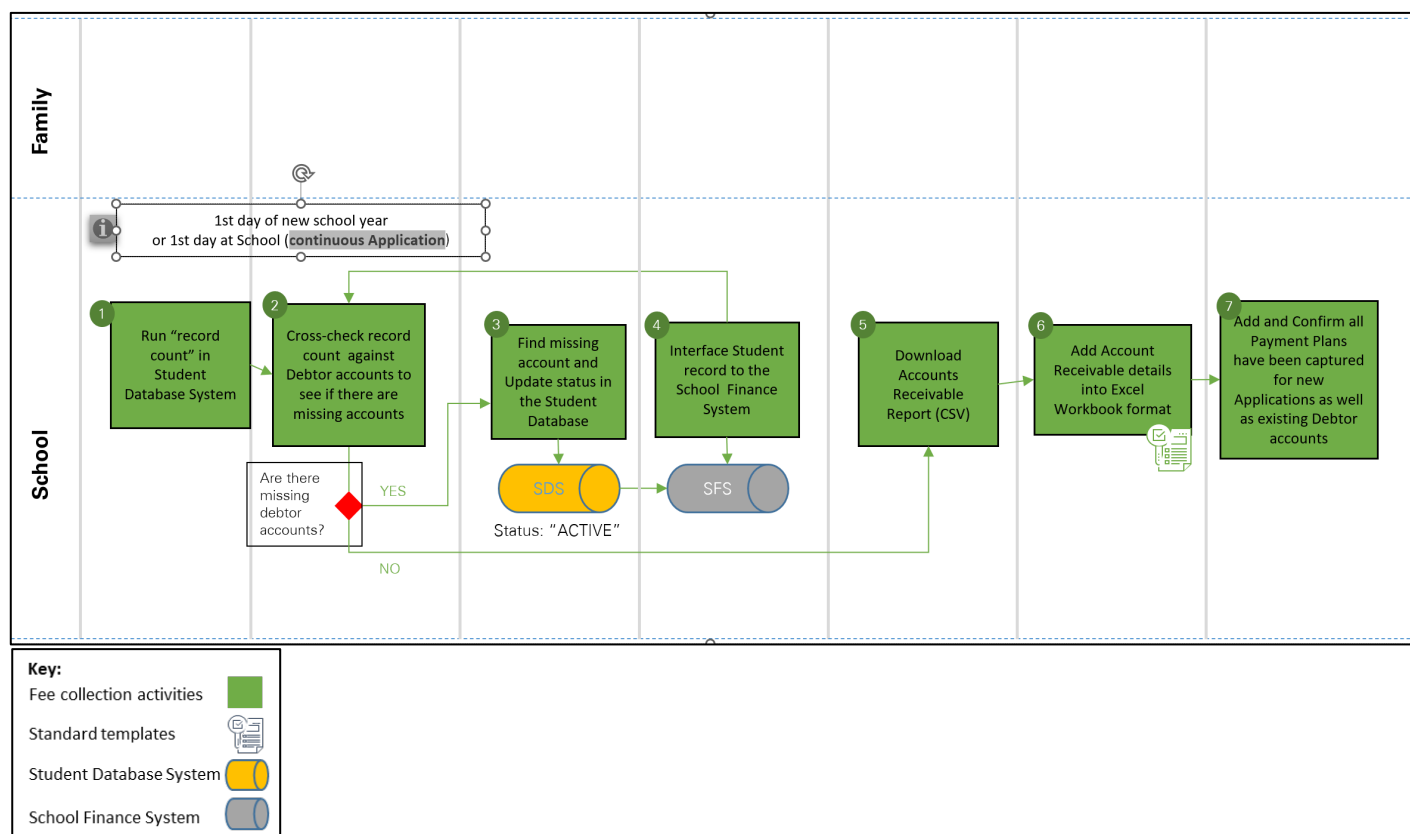 Family
1st day of new school year
or 1st day at School (continuous Application)
School
1
Run “record
count” in
Student
Database System
2
Cross-check record
count against
Debtor accounts to
see if there are
missing accounts
Are there
missing
debtor
accounts?
YES
NO
3
Find missing
account and
Update status in
the Student
Database
SDS
Status: “ACTIVE”
4
Interface Student
record to the
School Finance
System
SFS
5
Download
Accounts
Receivable
Report (CSV)
6
Add Account
Receivable details
into Excel
Workbook format
7
Add and Confirm all
Payment Plans
have been captured
for new
Applications as well
as existing Debtor
accounts
Key:
Fee collection activities
Standard templates
Student Database System
School Finance System